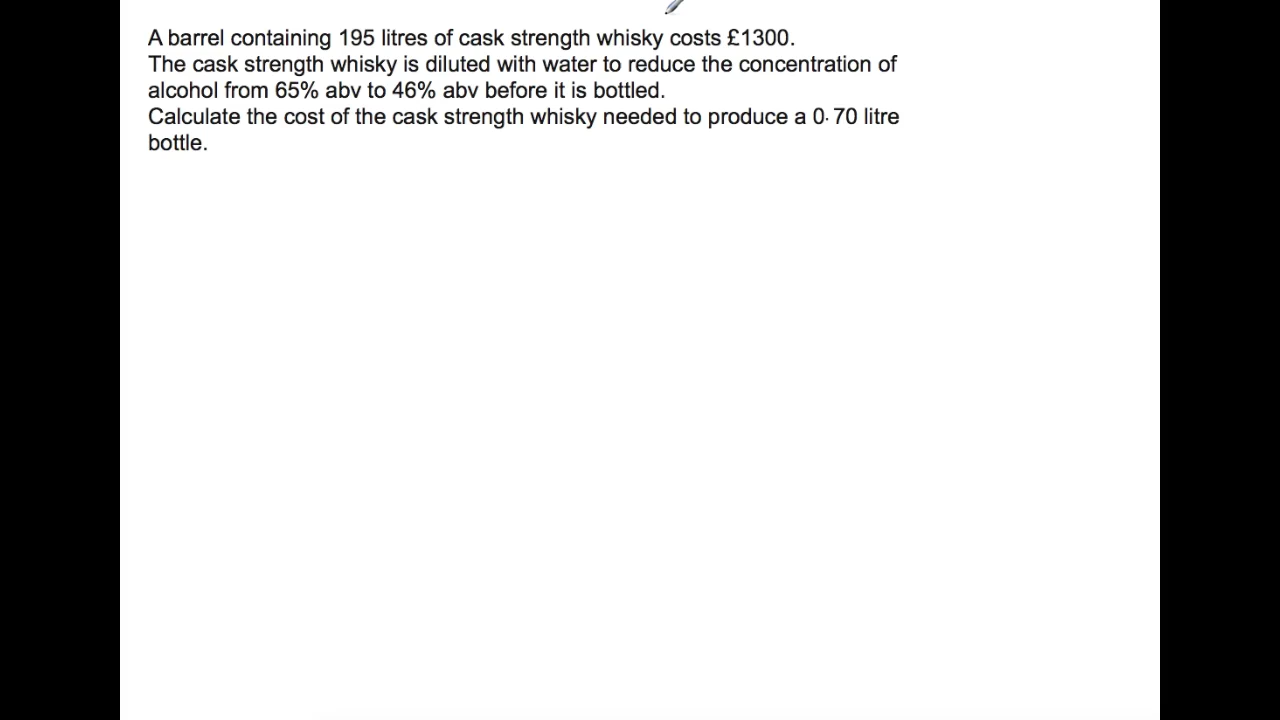 A barrel containing 195 litres of cask strength whisky costs £1300.
The cask strength whisky is diluted with water to reduce the concentration of
alcohol from 65% abv to 46% abv before it is bottled.
Calculate the cost of the cask strength whisky needed to produce a 0·70 litre
bottle.